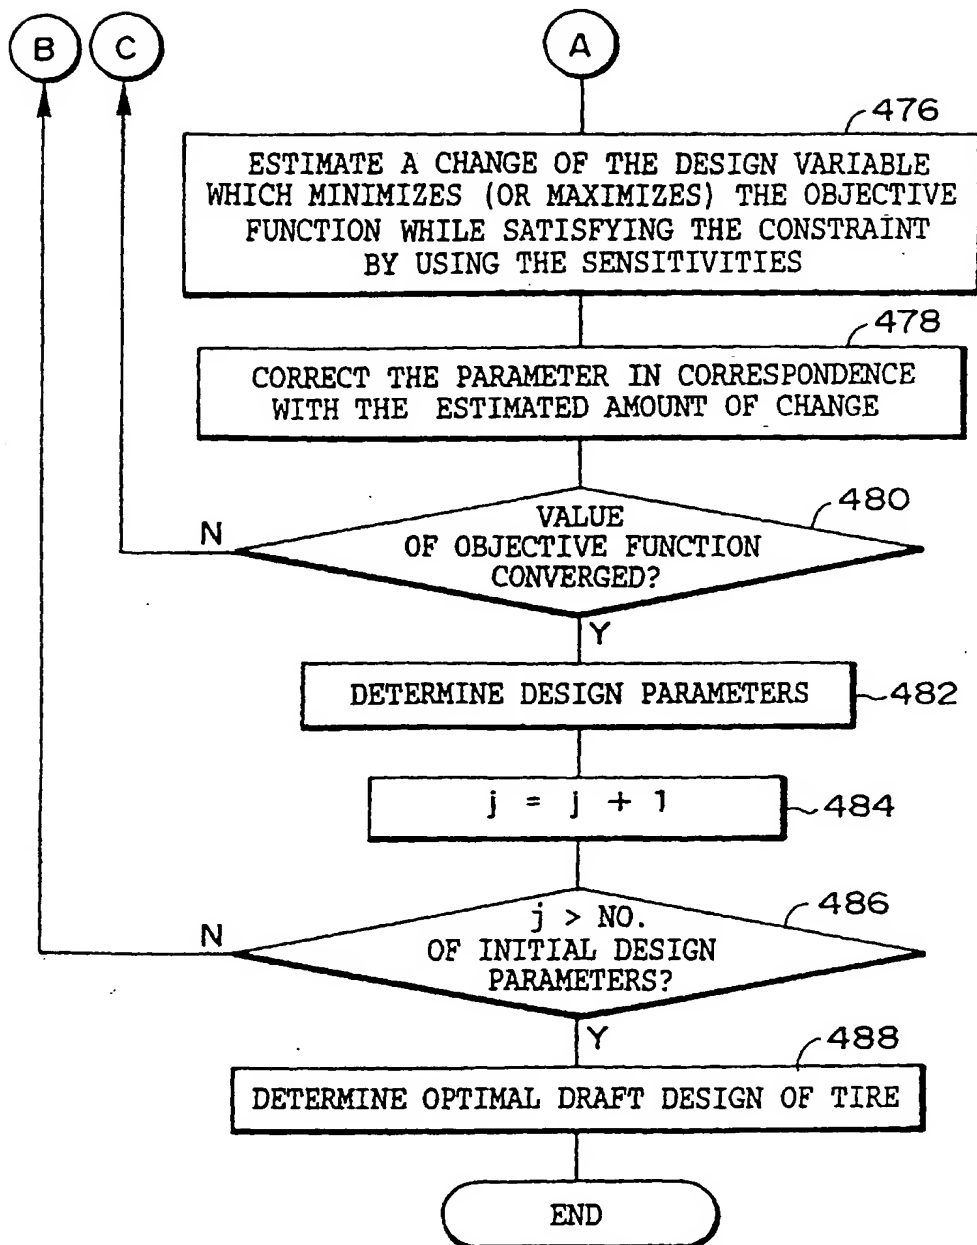 B
C
A
476
ESTIMATE A CHANGE OF THE DESIGN VARIABLE
WHICH MINIMIZES (OR MAXIMIZES) THE OBJECTIVE
FUNCTION WHILE SATISFYING THE CONSTRAINT
BY USING THE SENSITIVITIES
478
CORRECT THE PARAMETER IN CORRESPONDENCE
WITH THE ESTIMATED AMOUNT OF CHANGE
480
VALUE
OF OBJECTIVE FUNCTION
CONVERGED?
N
Y
DETERMINE DESIGN PARAMETERS
482
j = j + 1
484
486
j > NO.
OF INITIAL DESIGN
PARAMETERS?
N
Y
488
DETERMINE OPTIMAL DRAFT DESIGN OF TIRE
END